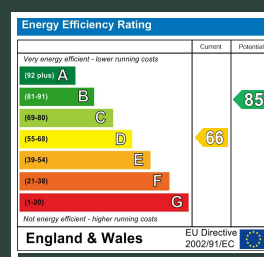 Energy Efficiency Rating
Current Potential
Very energy efficient - lower running costs
(92 plus) A
(81-91) B
85
(69-80) C
(55-68) D
66
(39-54) E
(21-38) F
(1-20) G
Not energy efficient - higher running costs
England & Wales
EU Directive
2002/91/EC